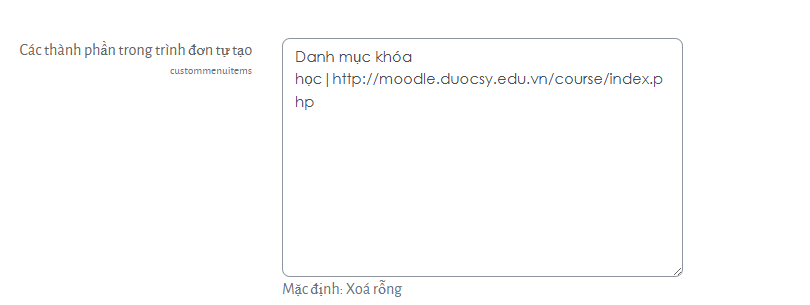 Các thành phần trong trình đơn tự tạo
custommenuitems
Danh mục khóa
học|http://moodle.duocsy.edu.vn/course/index.p
hp
Mặc định: Xoá rỗng